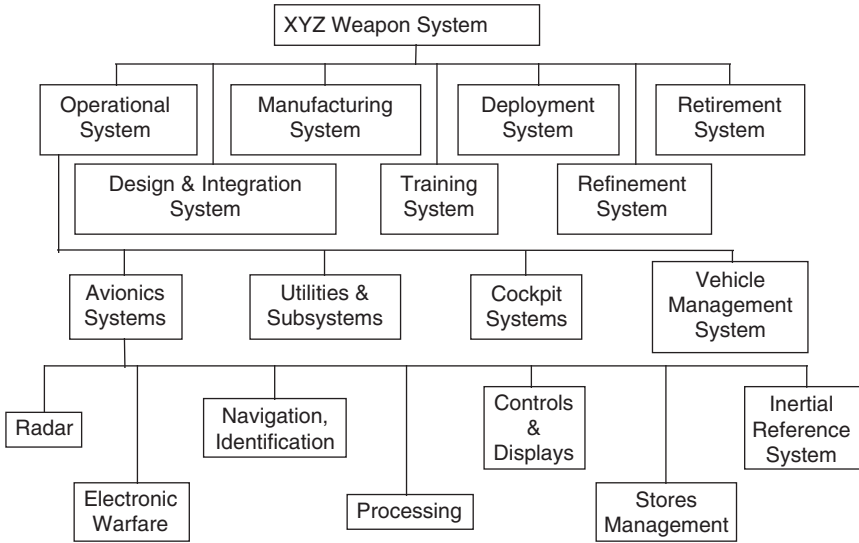 XYZ Weapon System
Operational
System
Manufacturing
System
Deployment
System
Retirement
System
Design & Integration
System
Training
System
Refinement
System
Avionics
Systems
Utilities &
Subsystems
Cockpit
Systems
Vehicle
Management
System
Radar
Navigation,
Identification
Controls
&
Displays
Inertial
Reference
System
Electronic
Warfare
Processing
Stores
Management